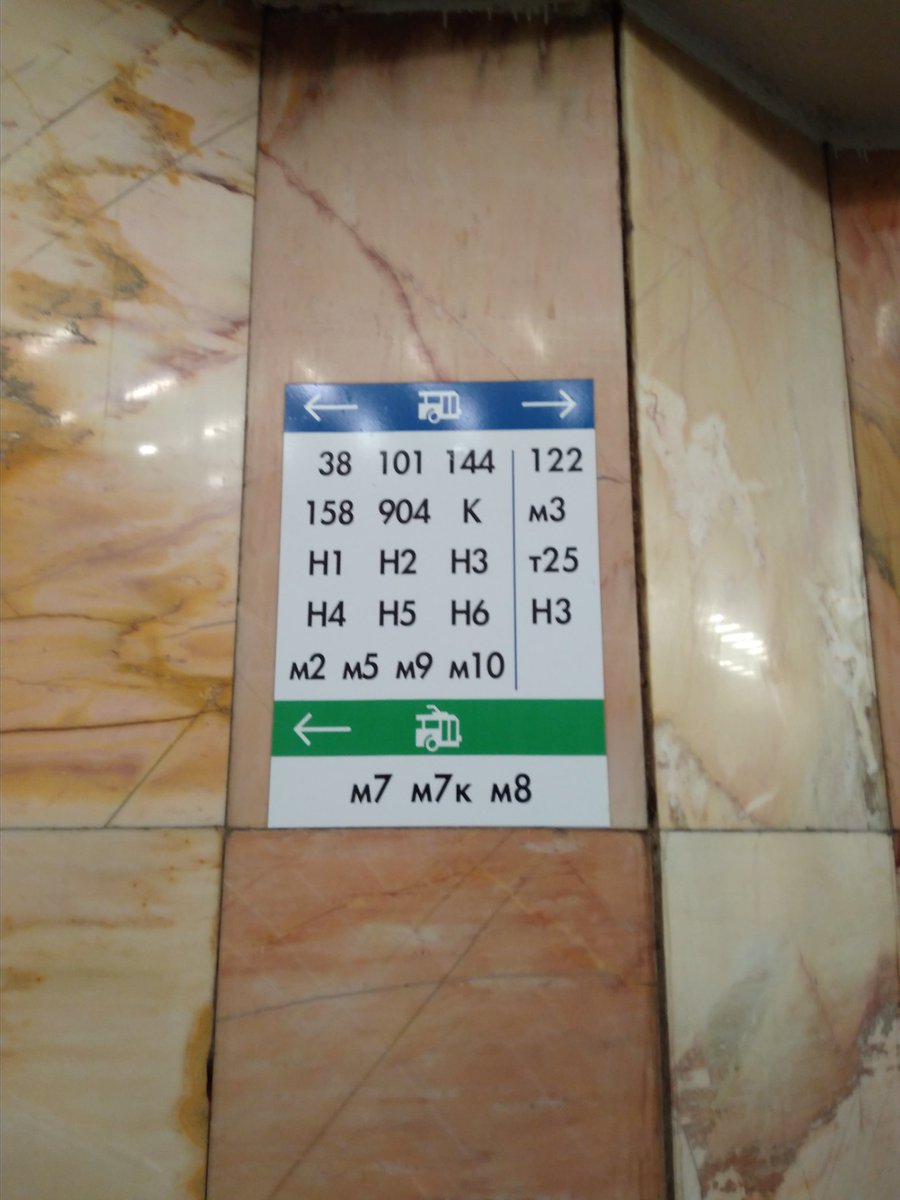 38 101 144 122
158 904 К м3
Н1 Н2 Н3 т25
Н4 Н5 Н6 Н3
м2 м5 м9 м10
м7 м7к м8